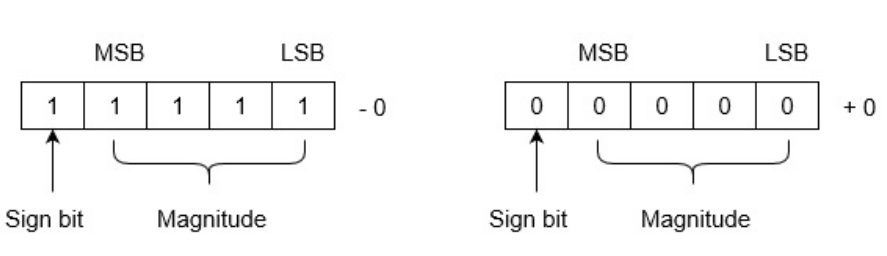 MSB LSB MSB LSB
1 1 1 1 1 - 0 0 0 0 0 0 + 0
Sign bit Magnitude Sign bit Magnitude